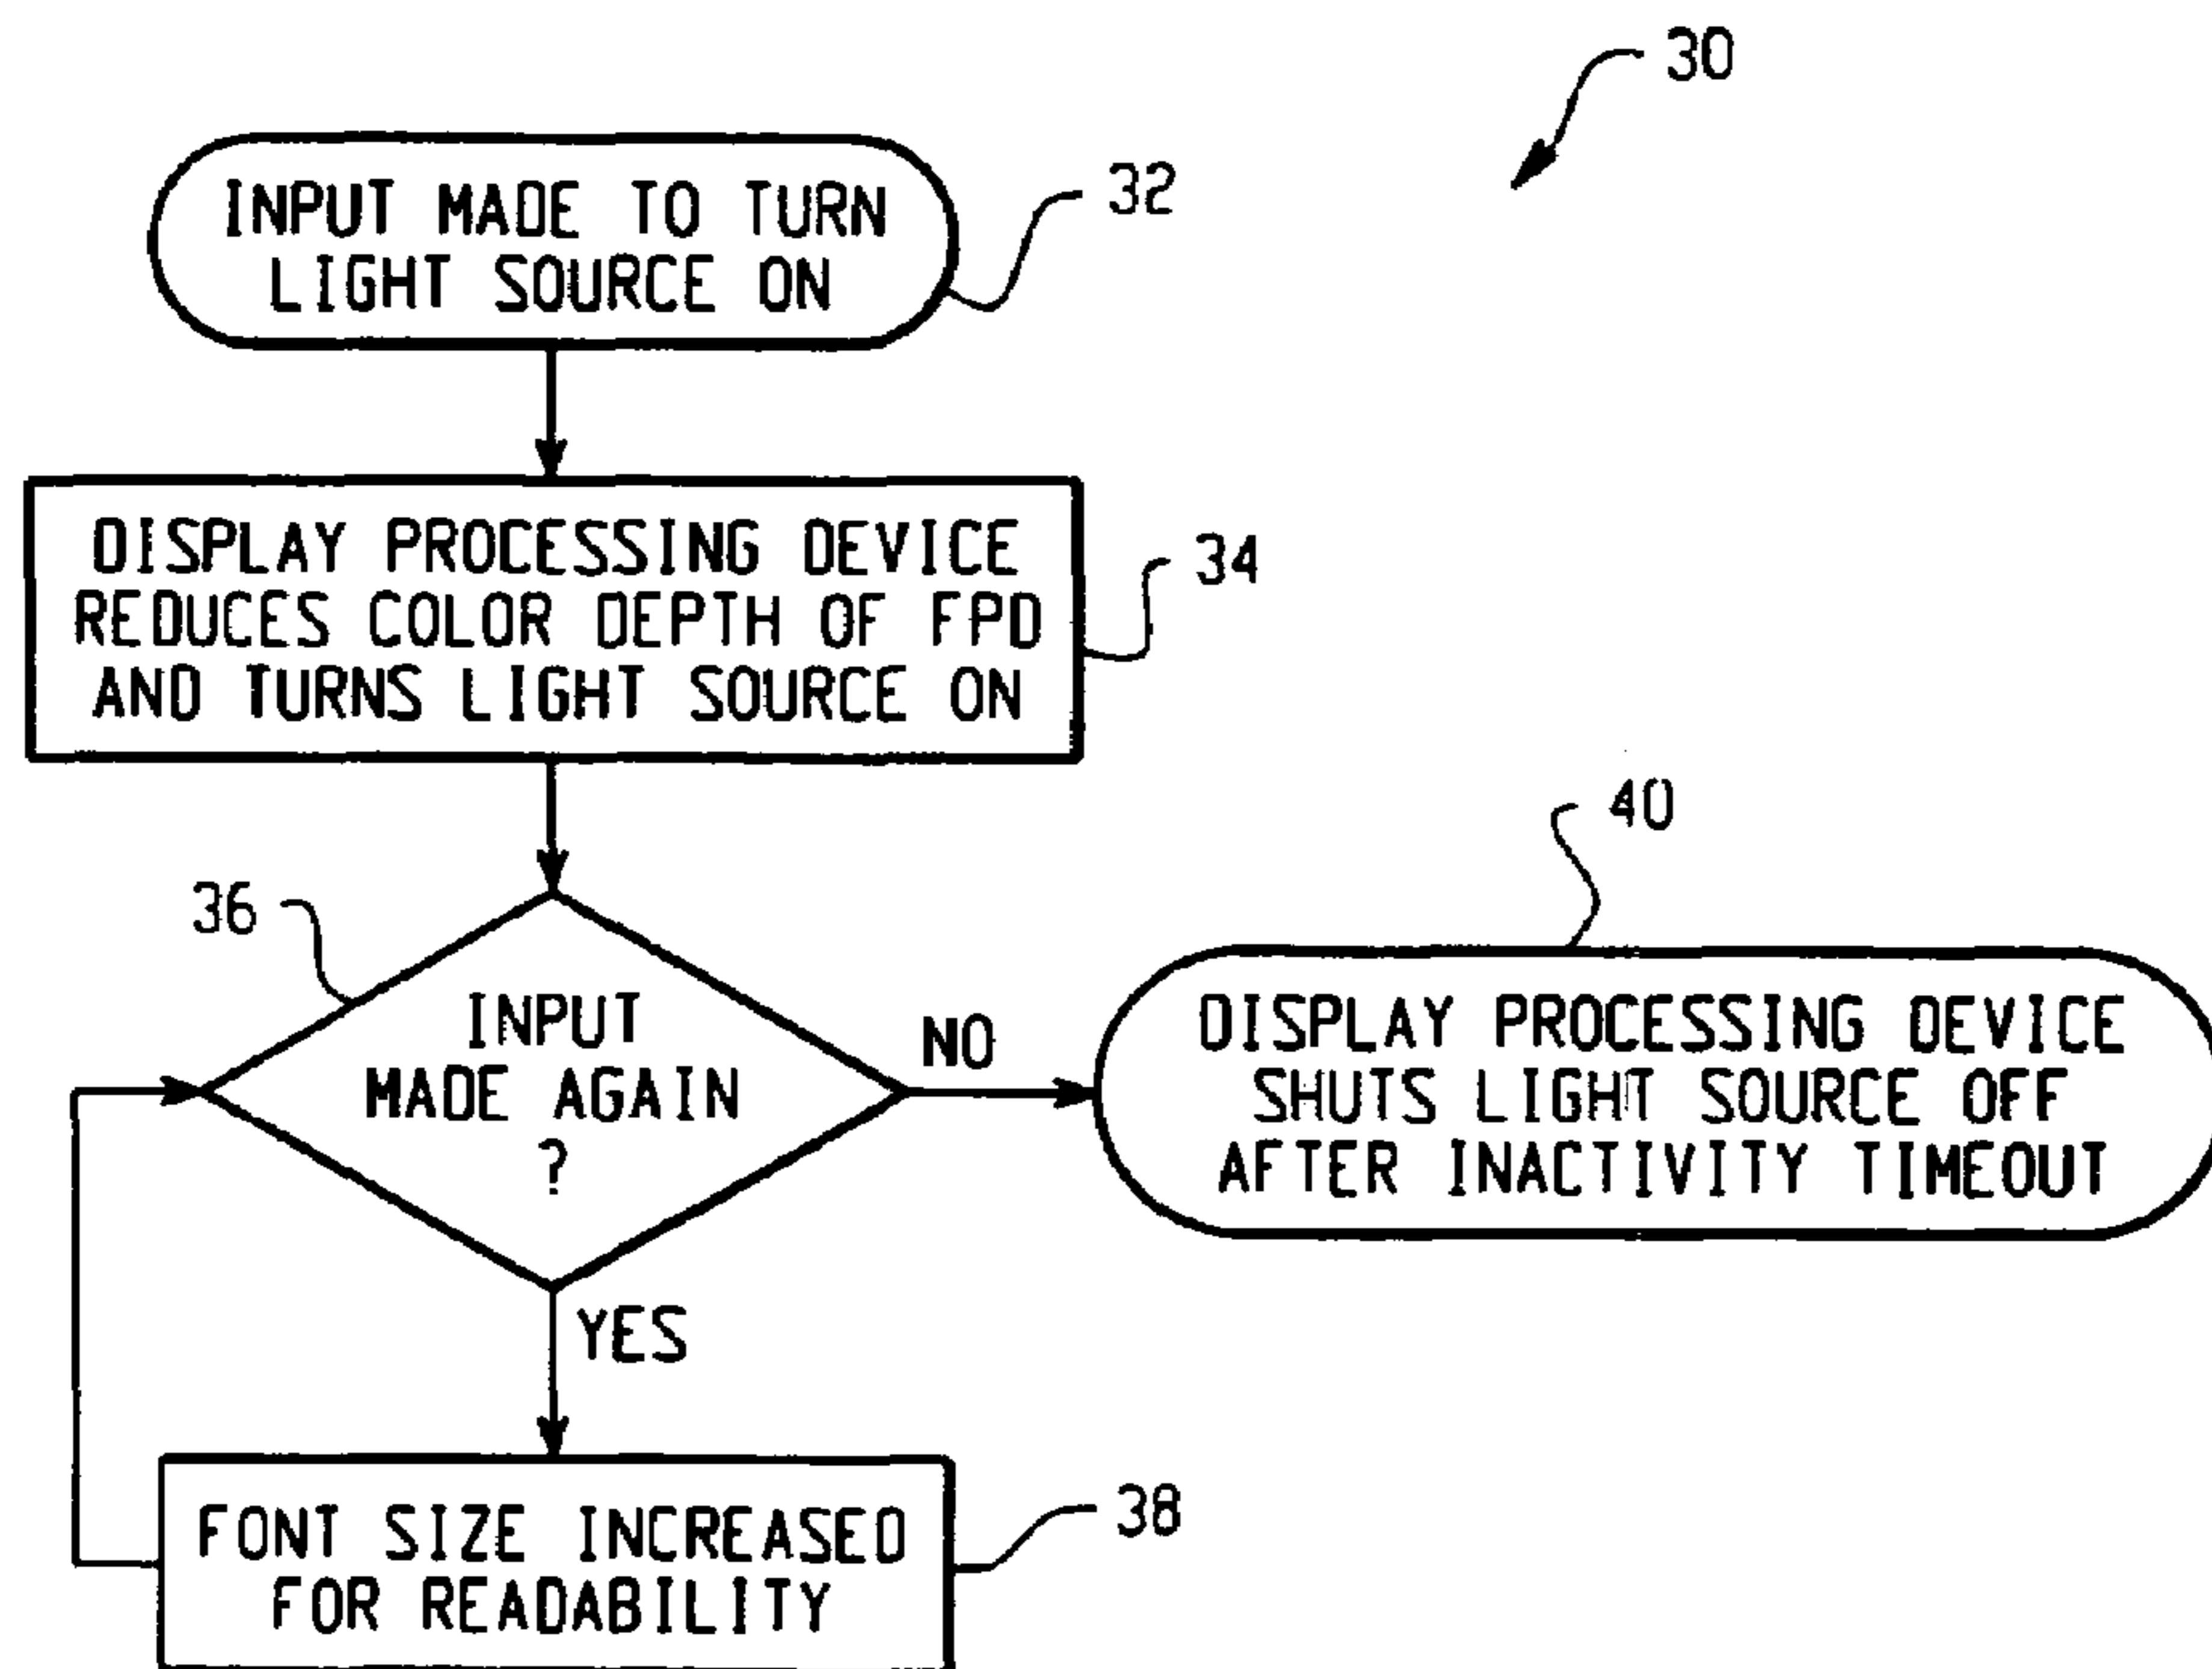 30
INPUT MADE TO TURN
LIGHT SOURCE ON
32
DISPLAY PROCESSING DEVICE
REDUCES COLOR DEPTH OF FPD
AND TURNS LIGHT SOURCE ON
34
36
INPUT
MADE AGAIN
?
NO
40
DISPLAY PROCESSING DEVICE
SHUTS LIGHT SOURCE OFF
AFTER INACTIVITY TIMEOUT
YES
FONT SIZE INCREASED
FOR READABILITY
38